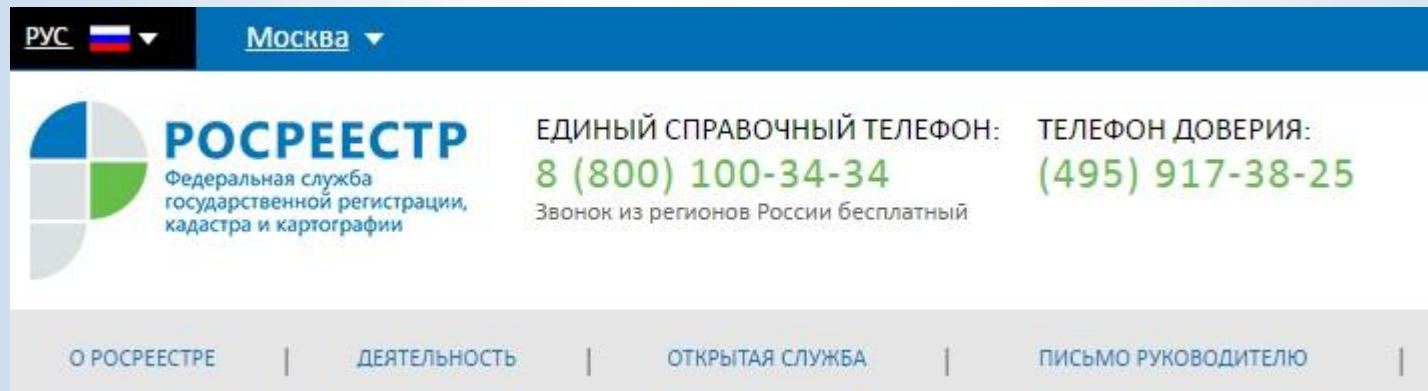 РУС
Москва
РОСРЕЕСТР
Федеральная служба
государственной регистрации,
кадастра и картографии
ЕДИНЫЙ СПРАВОЧНЫЙ ТЕЛЕФОН:
8 (800) 100-34-34
Звонок из регионов России бесплатный
ТЕЛЕФОН ДОВЕРИЯ:
(495) 917-38-25
О РОСРЕЕСТРЕ | ДЕЯТЕЛЬНОСТЬ | ОТКРЫТАЯ СЛУЖБА | ПИСЬМО РУКОВОДИТЕЛЮ |